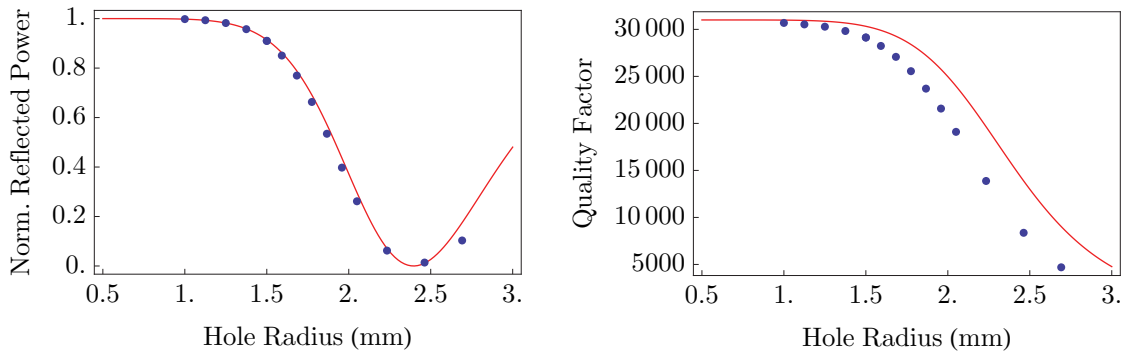 Norm. Reflected Power
1.
0.8
0.6
0.4
0.2
0.
0.5 1. 1.5 2. 2.5 3.
Hole Radius (mm)
Quality Factor
30 000
25 000
20 000
15 000
10 000
5000
0.5 1. 1.5 2. 2.5 3.
Hole Radius (mm)